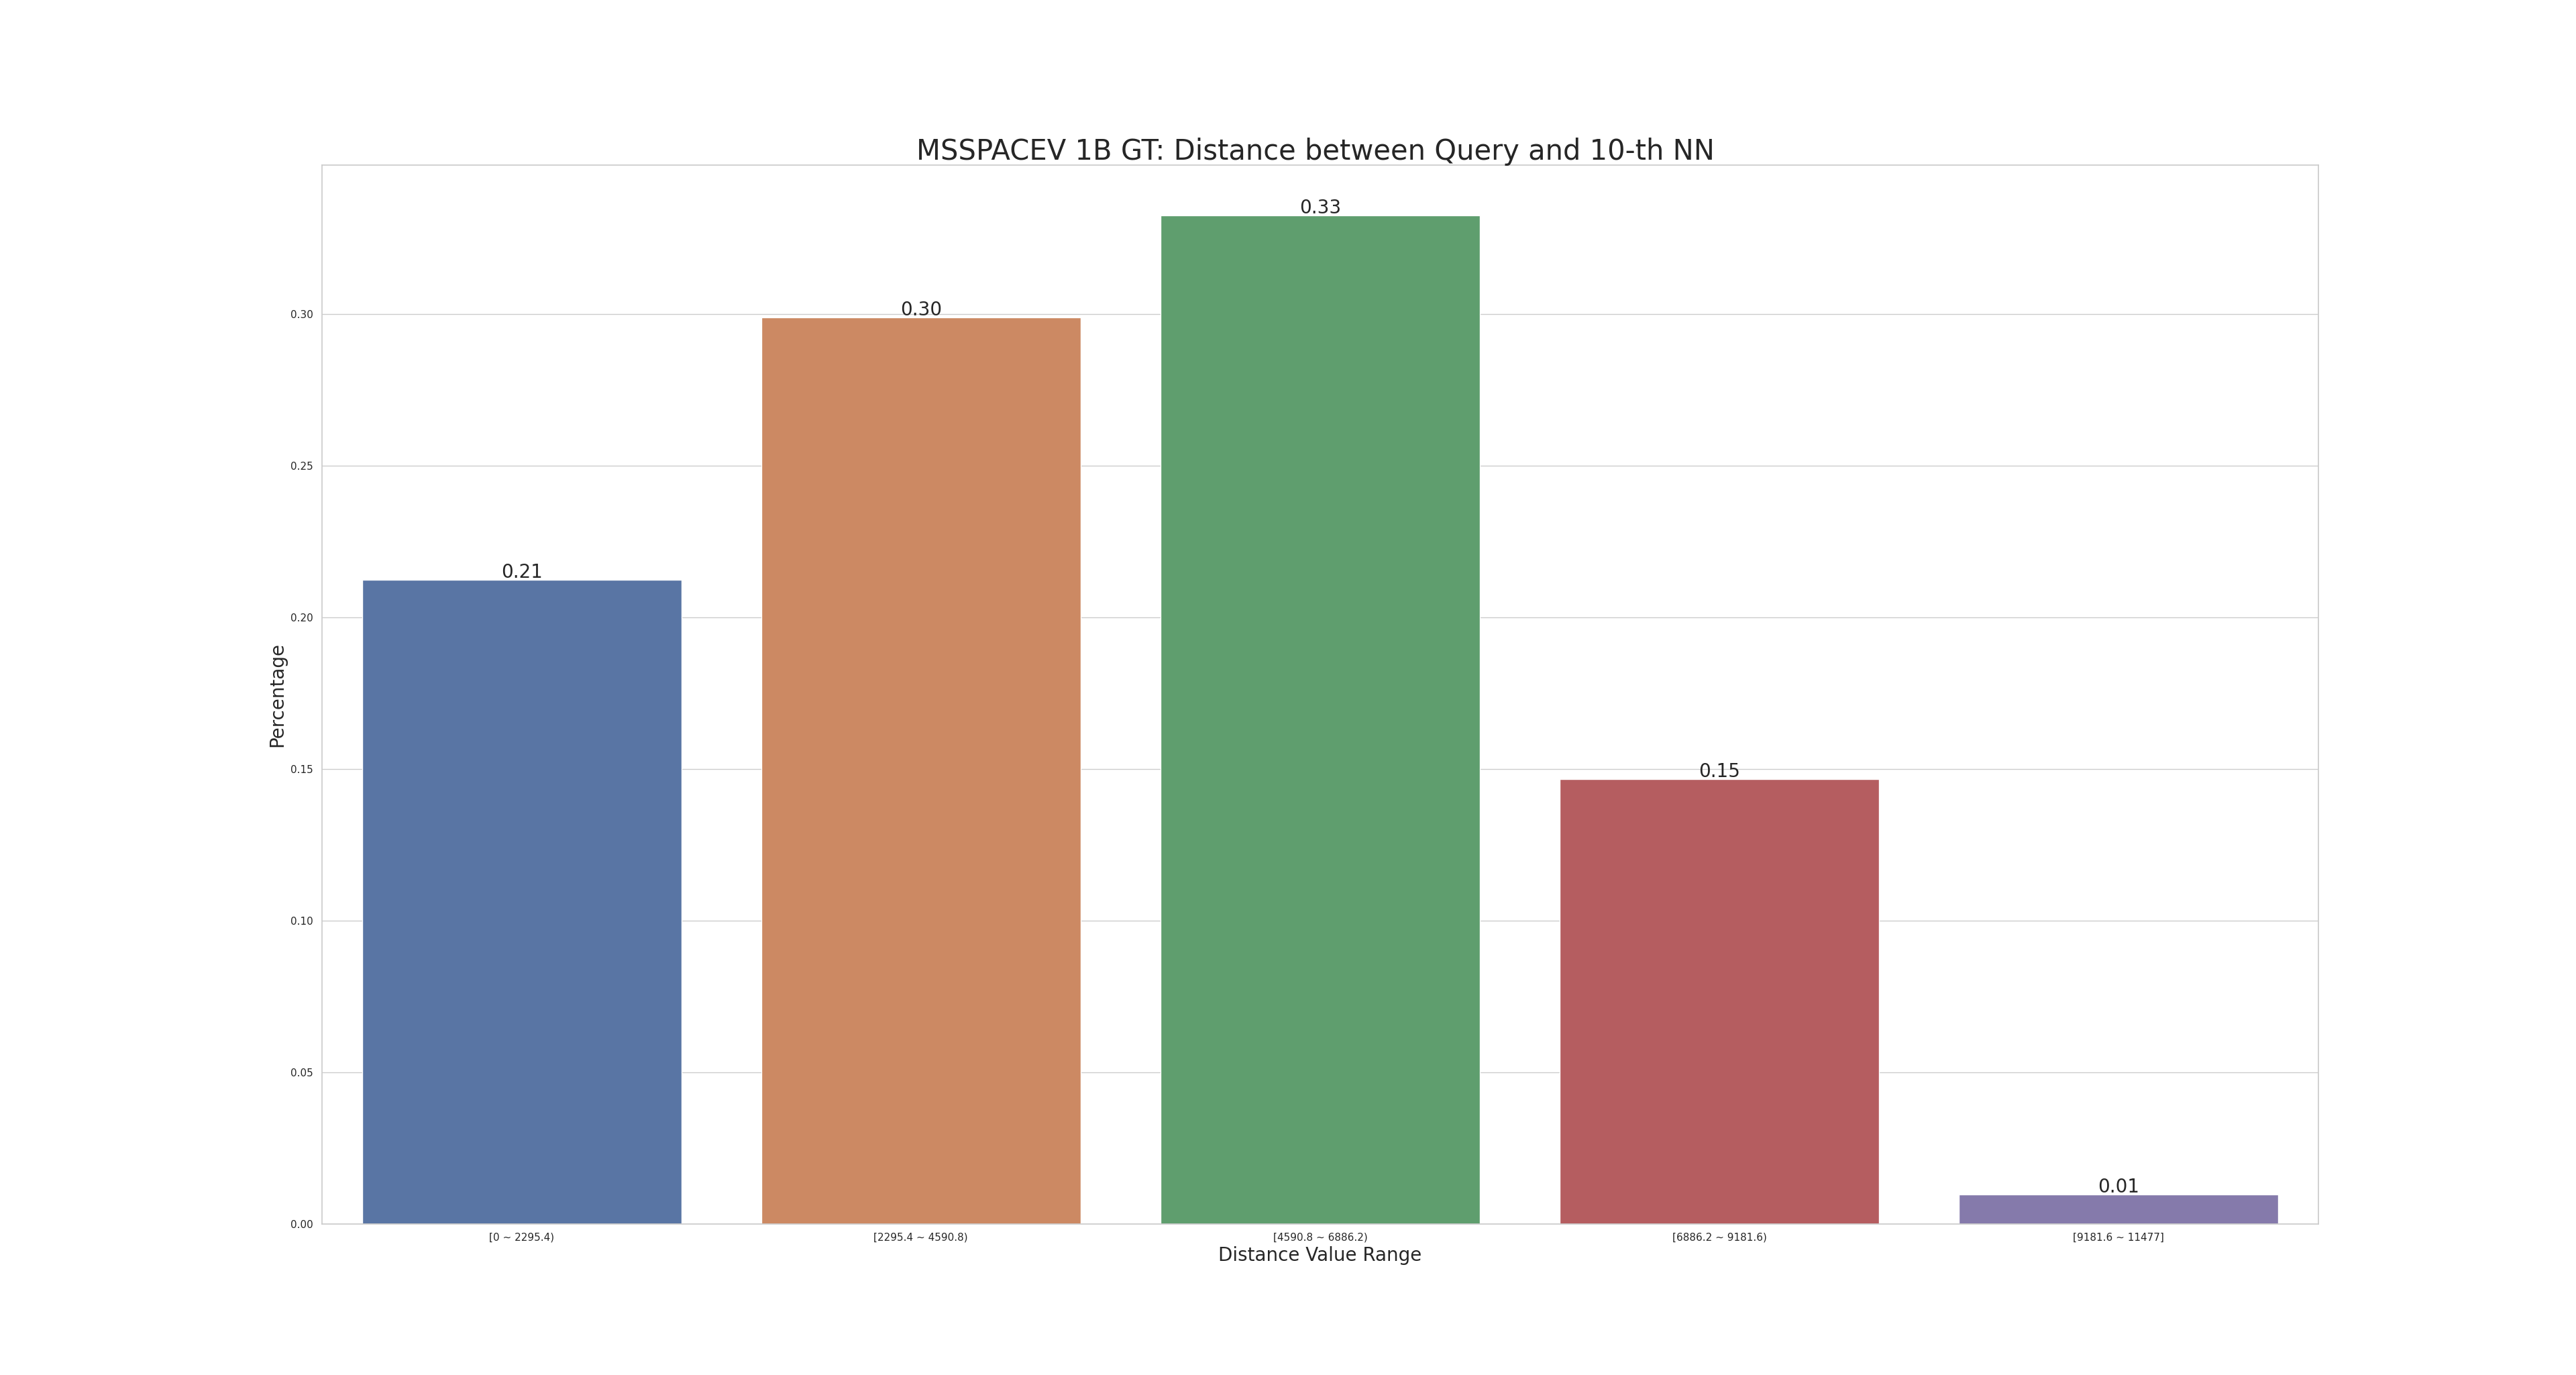 MSSPACEV 1B GT: Distance between Query and 10-th NN
0.33
0.30
0.30
0.25
0.21
0.20
Percentage
0.15
0.15
0.10
0.05
0.01
0.00
[0 ~ 2295.4)
[2295.4 ~ 4590.8)
[4590.8 ~ 6886.2)
[6886.2 ~ 9181.6)
[9181.6 ~ 11477]
Distance Value Range